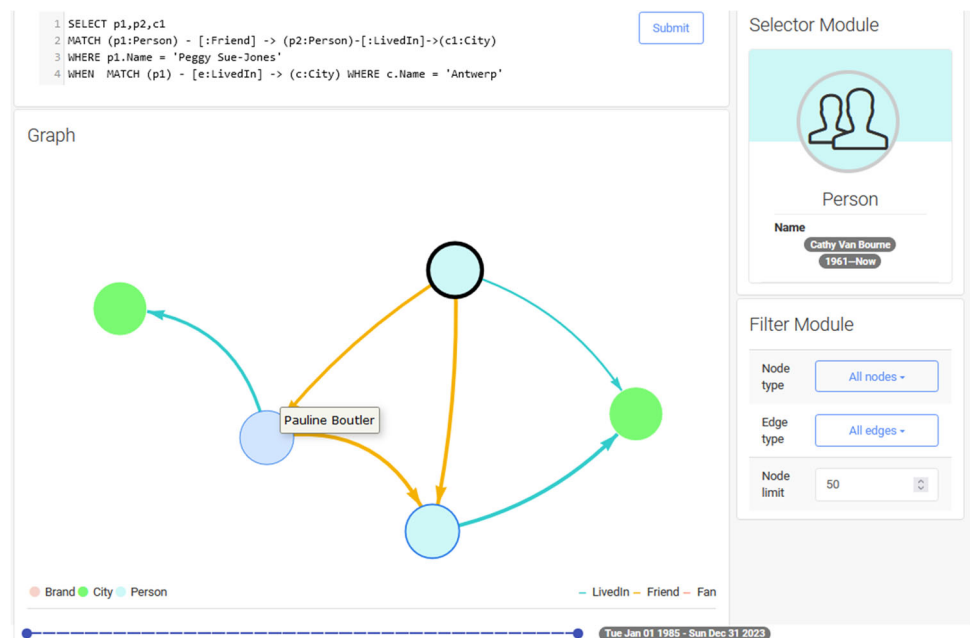 1 SELECT p1,p2,c1
2 MATCH (p1:Person) - [:Friend] -> (p2:Person)-[:LivedIn]->(c1:City)
3 WHERE p1.Name = 'Peggy Sue-Jones'
4 WHEN  MATCH (p1) - [e:LivedIn] -> (c:City) WHERE c.Name = 'Antwerp'
Submit
Graph
Pauline Boutler
Brand City Person
LivedIn Friend Fan
Tue Jan 01 1985 - Sun Dec 31 2023
Selector Module
Person
Name
Cathy Van Bourne
1961—Now
Filter Module
Node
type
All nodes
Edge
type
All edges
Node
limit
50